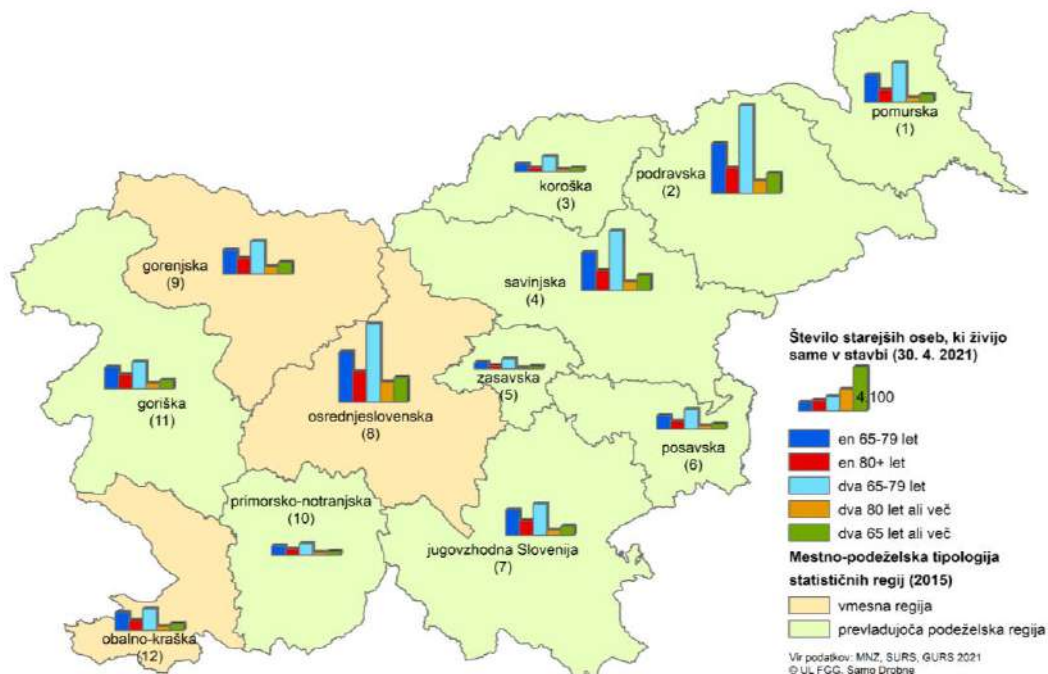 pomurska
(1)
podravska
(2)
koroška
(3)
gorenjska
(9)
savinjska
(4)
Število starejših oseb, ki živijo
same v stavbi (30. 4. 2021)
4.100
en 65-79 let
en 80+ let
dva 65-79 let
dva 80 let ali več
dva 65 let ali več
Mestno-podeželska tipologija
statističnih regij (2015)
vmesna regija
prevladujoča podeželska regija
Vir podatkov: MNZ, SURS, GURS 2021
© UL FGG, Samo Drobne
zasavska
(5)
goriška
(11)
osrednjeslovenska
(8)
posavska
(6)
primorsko-notranjska
(10)
jugovzhodna Slovenija
(7)
obalno-kraška
(12)